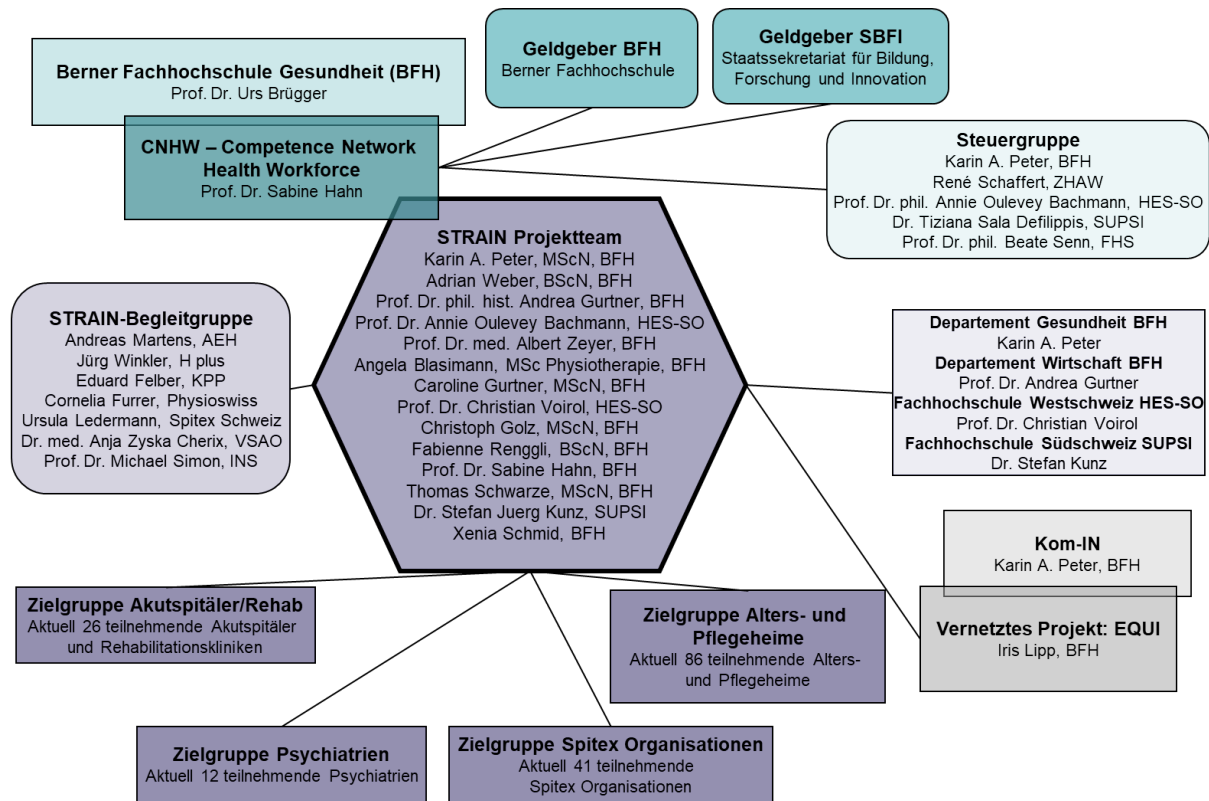 Geldgeber BFH
Berner Fachhochschule
Geldgeber SBFI
Staatssekretariat für Bildung,
Forschung und Innovation
Berner Fachhochschule Gesundheit (BFH)
Prof. Dr. Urs Brügger
CNHW – Competence Network
Health Workforce
Prof. Dr. Sabine Hahn
Steuergruppe
Karin A. Peter, BFH
René Schaffert, ZHAW
Prof. Dr. phil. Annie Oulevey Bachmann, HES-SO
Dr. Tiziana Sala Defilippis, SUPSI
Prof. Dr. phil. Beate Senn, FHS
STRAIN Projektteam
Karin A. Peter, MScN, BFH
Adrian Weber, BScN, BFH
Prof. Dr. phil. hist. Andrea Gurtner, BFH
Prof. Dr. Annie Oulevey Bachmann, HES-SO
Prof. Dr. med. Albert Zeyer, BFH
Angela Blasimann, MSc Physiotherapie, BFH
Caroline Gurtner, MScN, BFH
Prof. Dr. Christian Voirol, HES-SO
Christoph Golz, MScN, BFH
Fabienne Renggli, BScN, BFH
Prof. Dr. Sabine Hahn, BFH
Thomas Schwarze, MScN, BFH
Dr. Stefan Juerg Kunz, SUPSI
Xenia Schmid, BFH
STRAIN-Begleitgruppe
Andreas Martens, AEH
Jürg Winkler, H plus
Eduard Felber, KPP
Cornelia Furrer, Physioswiss
Ursula Ledermann, Spitex Schweiz
Dr. med. Anja Zyska Cherix, VSAO
Prof. Dr. Michael Simon, INS
Departement Gesundheit BFH
Karin A. Peter
Departement Wirtschaft BFH
Prof. Dr. Andrea Gurtner
Fachhochschule Westschweiz HES-SO
Prof. Dr. Christian Voirol
Fachhochschule Südschweiz SUPSI
Dr. Stefan Kunz
Kom-IN
Karin A. Peter, BFH
Vernetztes Projekt: EQUI
Iris Lipp, BFH
Zielgruppe Akutspitäler/Rehab
Aktuell 26 teilnehmende Akutspitäler
und Rehabilitationskliniken
Zielgruppe Alters- und
Pflegeheime
Aktuell 86 teilnehmende Alters-
und Pflegeheime
Zielgruppe Psychiatrien
Aktuell 12 teilnehmende Psychiatrien
Zielgruppe Spitex Organisationen
Aktuell 41 teilnehmende
Spitex Organisationen